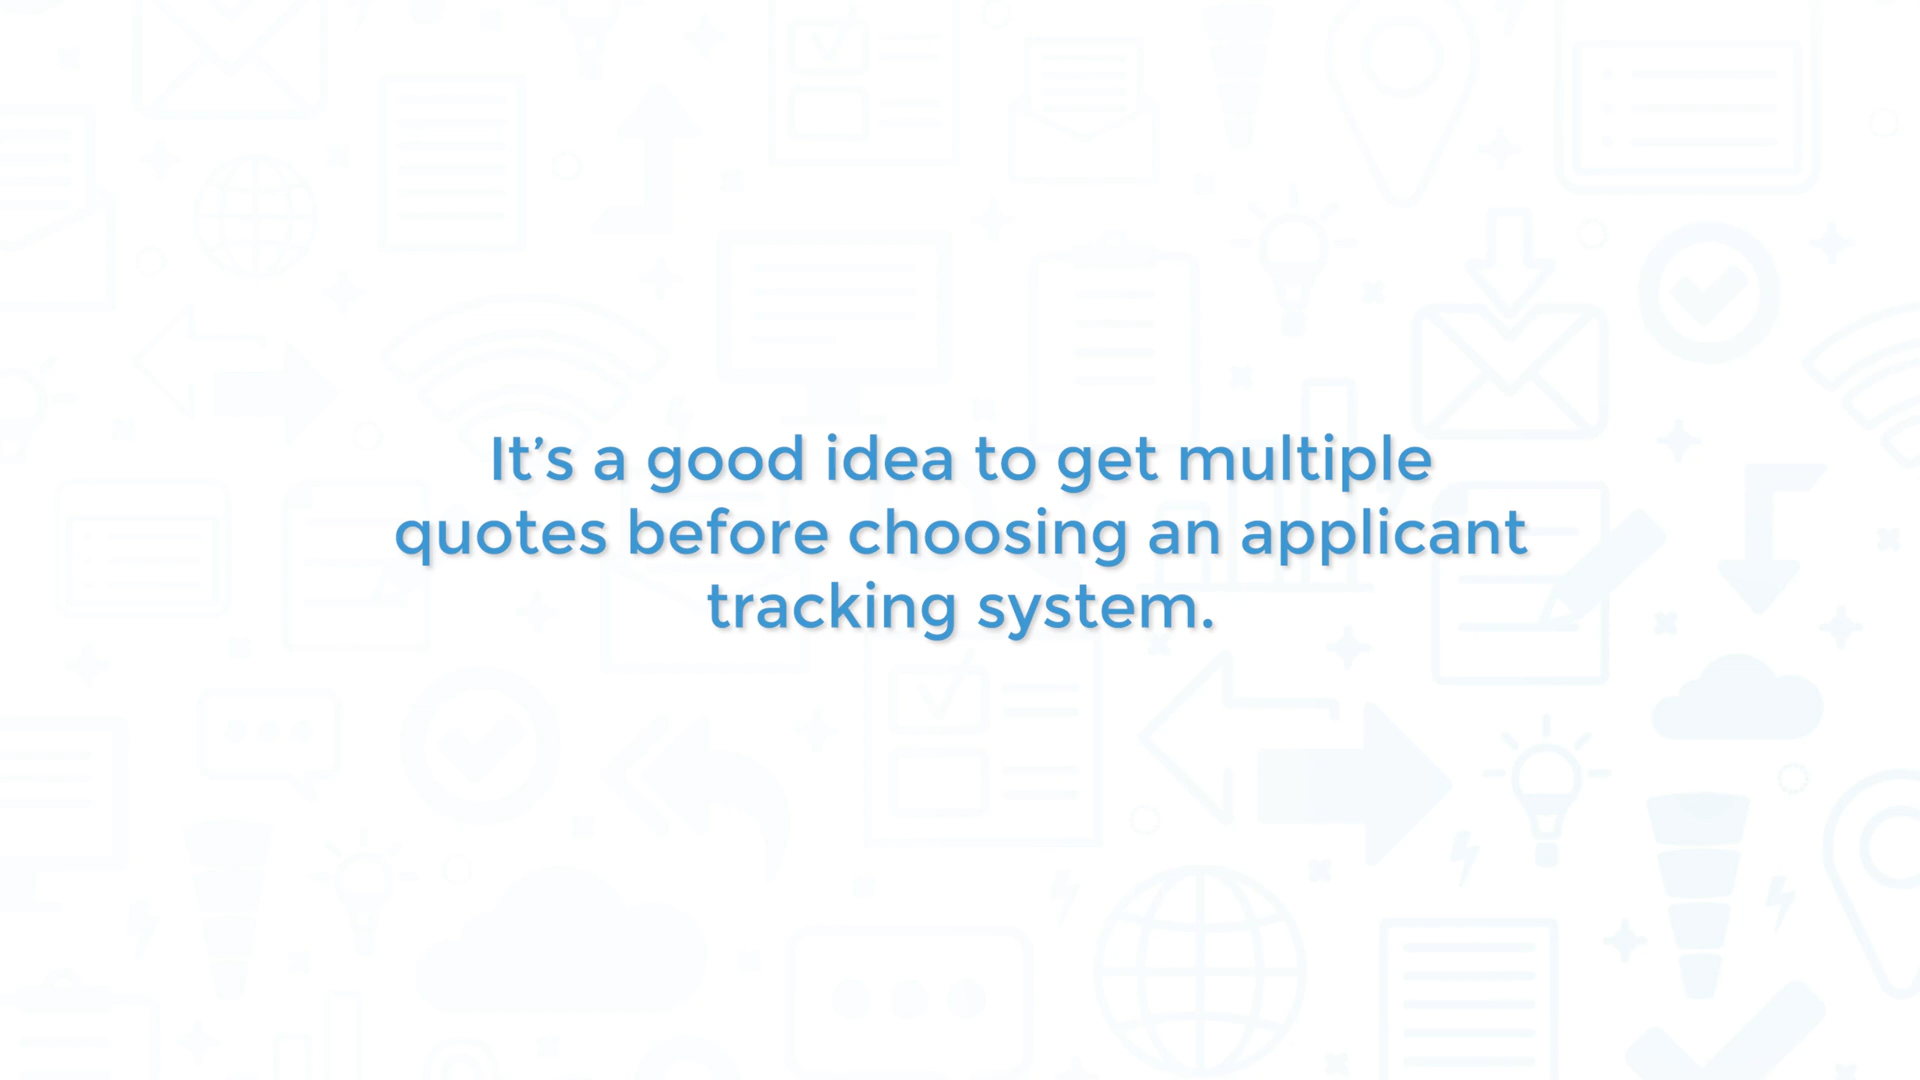 It’s a good idea to get multiple
quotes before choosing an applicant
tracking system.